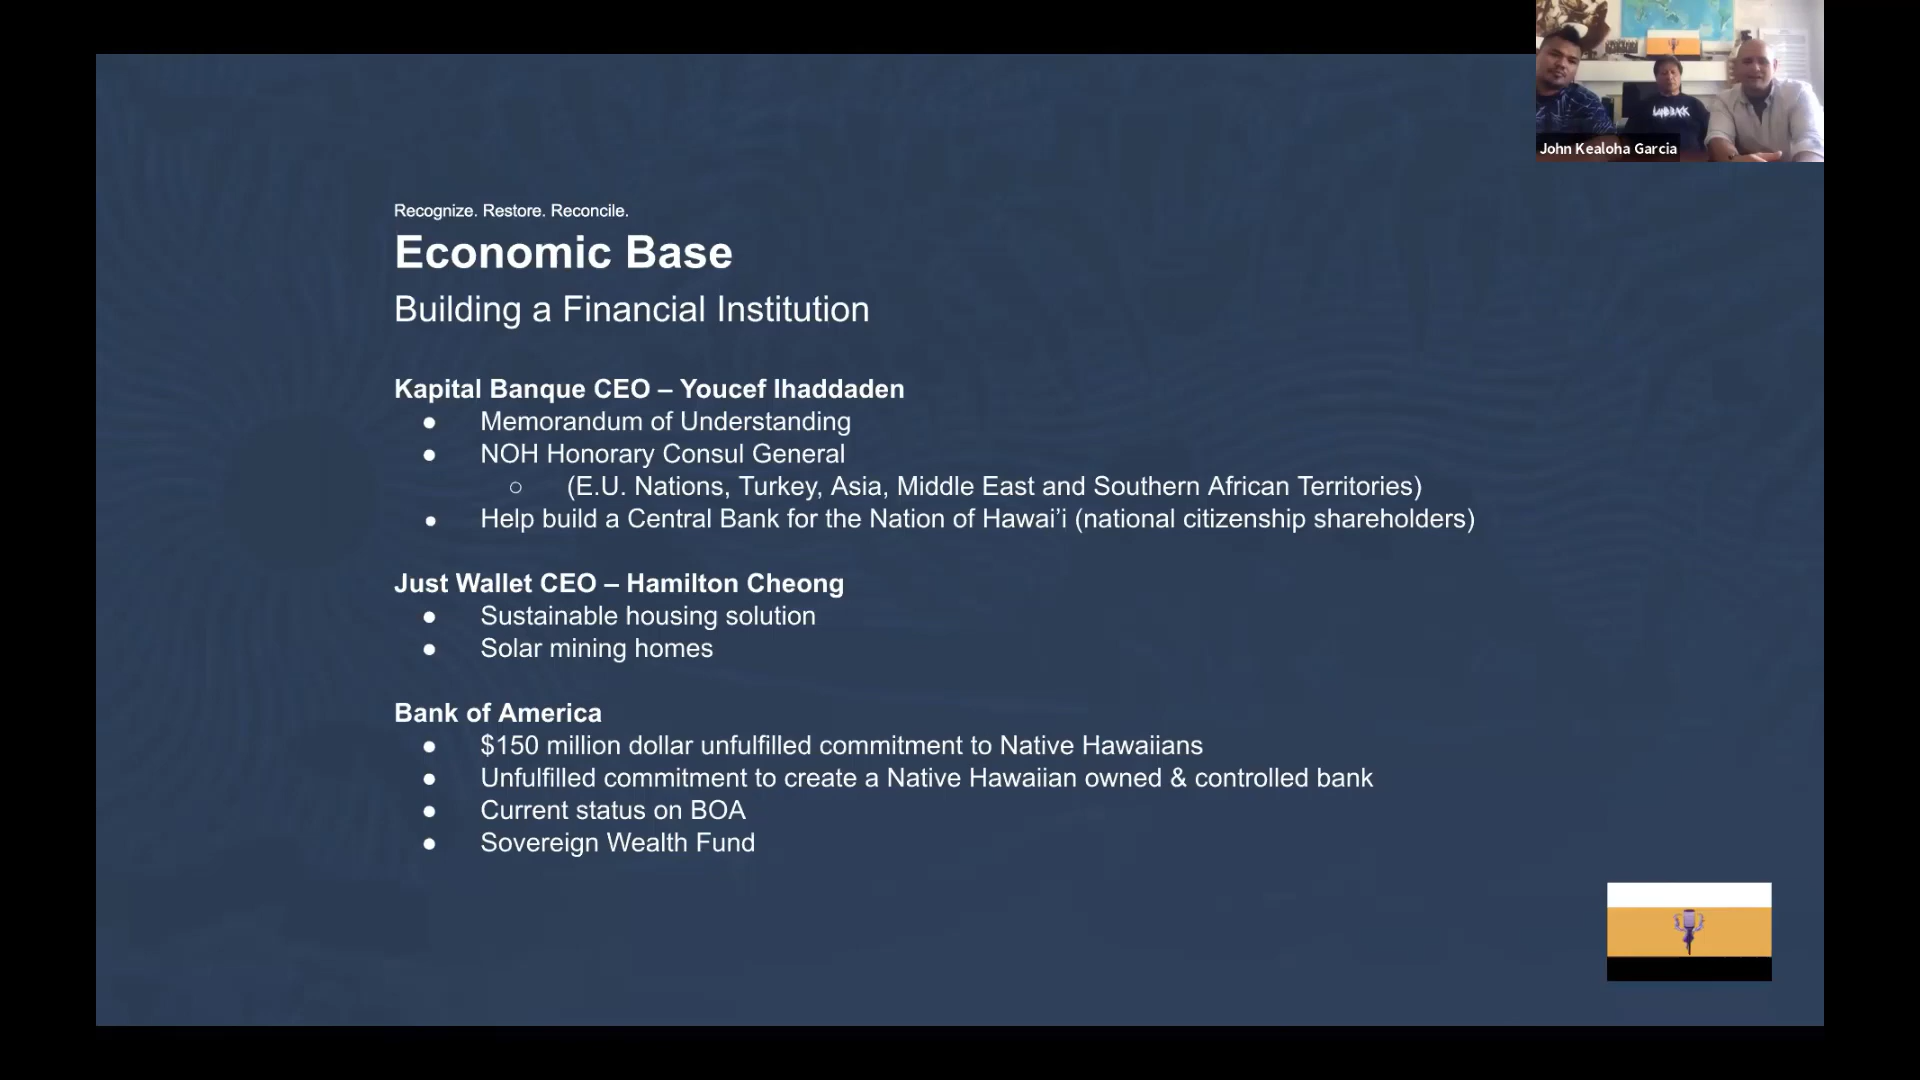 John Kealoha Garcia
Recognize. Restore. Reconcile.
Economic Base
Building a Financial Institution
Kapital Banque CEO – Youcef Ihaddaden
● Memorandum of Understanding
● NOH Honorary Consul General
○ (E.U. Nations, Turkey, Asia, Middle East and Southern African Territories)
● Help build a Central Bank for the Nation of Hawai’i (national citizenship shareholders)
Just Wallet CEO – Hamilton Cheong
● Sustainable housing solution
● Solar mining homes
Bank of America
● $150 million dollar unfulfilled commitment to Native Hawaiians
● Unfulfilled commitment to create a Native Hawaiian owned & controlled bank
● Current status on BOA
● Sovereign Wealth Fund